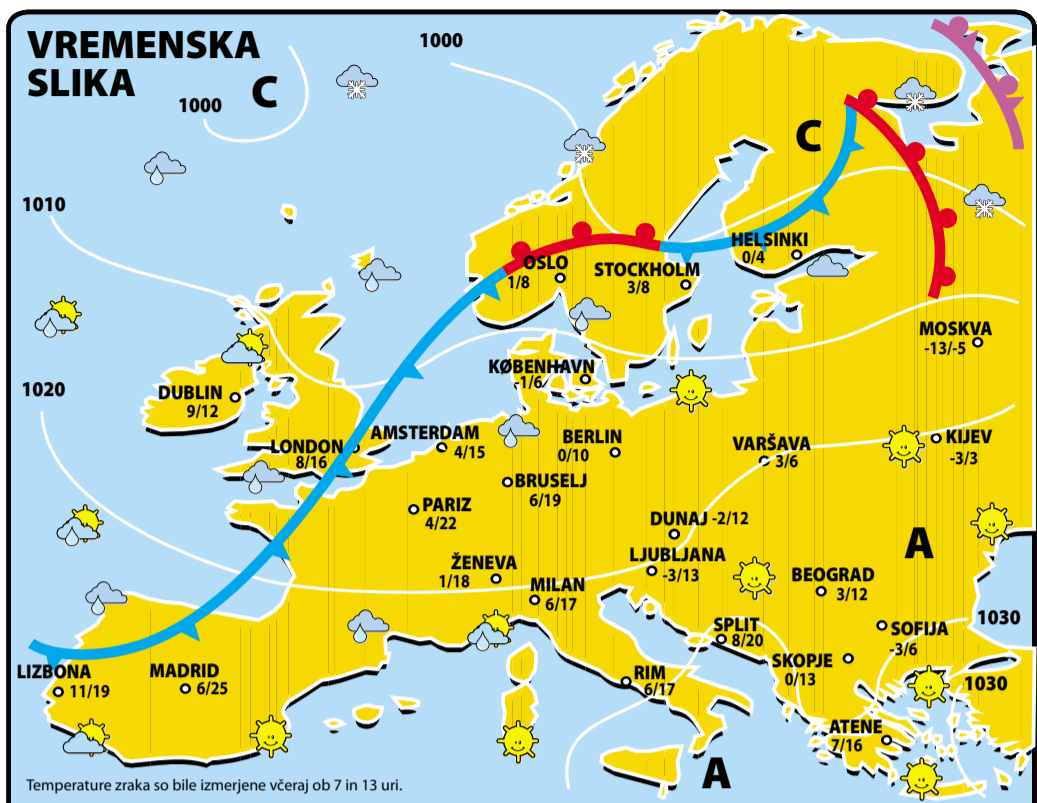 VREMENSKA
SLIKA
1000
1000
C
C
1010
1020
OSLO
1/8
STOCKHOLM
3/8
HELSINKI
0/4
MOSKVA
-13/-5
KØBENHAVN
-1/6
DUBLIN
9/12
LONDON
8/16
AMSTERDAM
4/15
BERLIN
0/10
VARŠAVA
3/6
KIJEV
-3/3
BRUSELJ
6/19
PARIZ
4/22
DUNAJ -2/12
A
LJUBLJANA
-3/13
ŽENEVA
1/18
MILAN
6/17
BEOGRAD
3/12
SPLIT
8/20
SOFIJA
-3/6
1030
SKOPJE
0/13
1030
LIZBONA
11/19
MADRID
6/25
RIM
6/17
ATENE
7/16
A
Temperature zraka so bile izmerjene včeraj ob 7 in 13 uri.